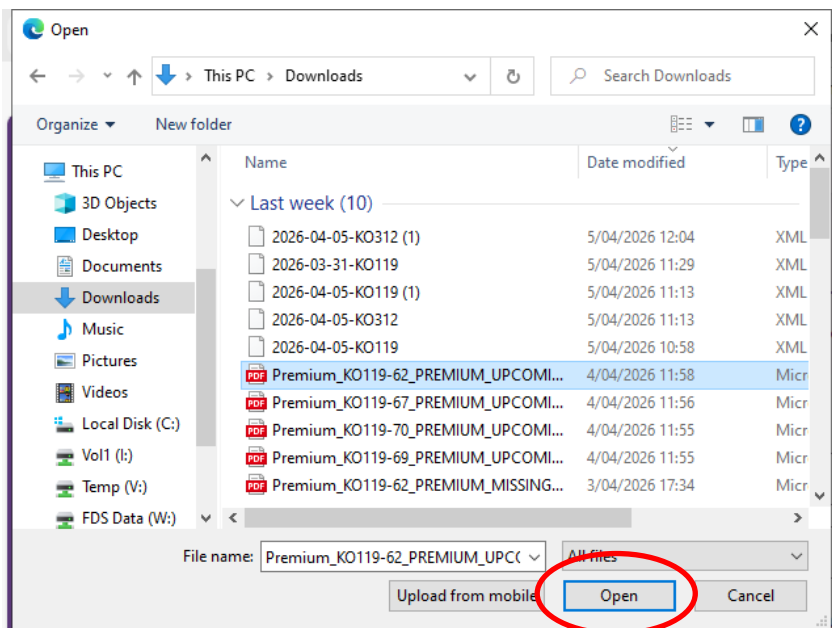 Open
This PC > Downloads
Search Downloads
Organize
New folder
?
This PC
3D Objects
Desktop
Documents
Downloads
Music
Pictures
Videos
Local Disk (C:)
Vol1 (I:)
Temp (V:)
FDS Data (W:)
Name Date modified Type
Last week (10)
2026-04-05-KO312 (1) 5/04/2026 12:04 XML
2026-03-31-KO119 5/04/2026 11:29 XML
2026-04-05-KO119 (1) 5/04/2026 11:13 XML
2026-04-05-KO312 5/04/2026 11:13 XML
2026-04-05-KO119 5/04/2026 10:58 XML
PDF Premium_KO119-62_PREMIUM_UPCOMI... 4/04/2026 11:58 Micr
PDF Premium_KO119-67_PREMIUM_UPCOMI... 4/04/2026 11:56 Micr
PDF Premium_KO119-70_PREMIUM_UPCOMI... 4/04/2026 11:55 Micr
PDF Premium_KO119-69_PREMIUM_UPCOMI... 4/04/2026 11:55 Micr
PDF Premium_KO119-62_PREMIUM_MISSING... 3/04/2026 17:34 Micr
File name: Premium_KO119-62_PREMIUM_UPC( All files
Upload from mobile Open Cancel